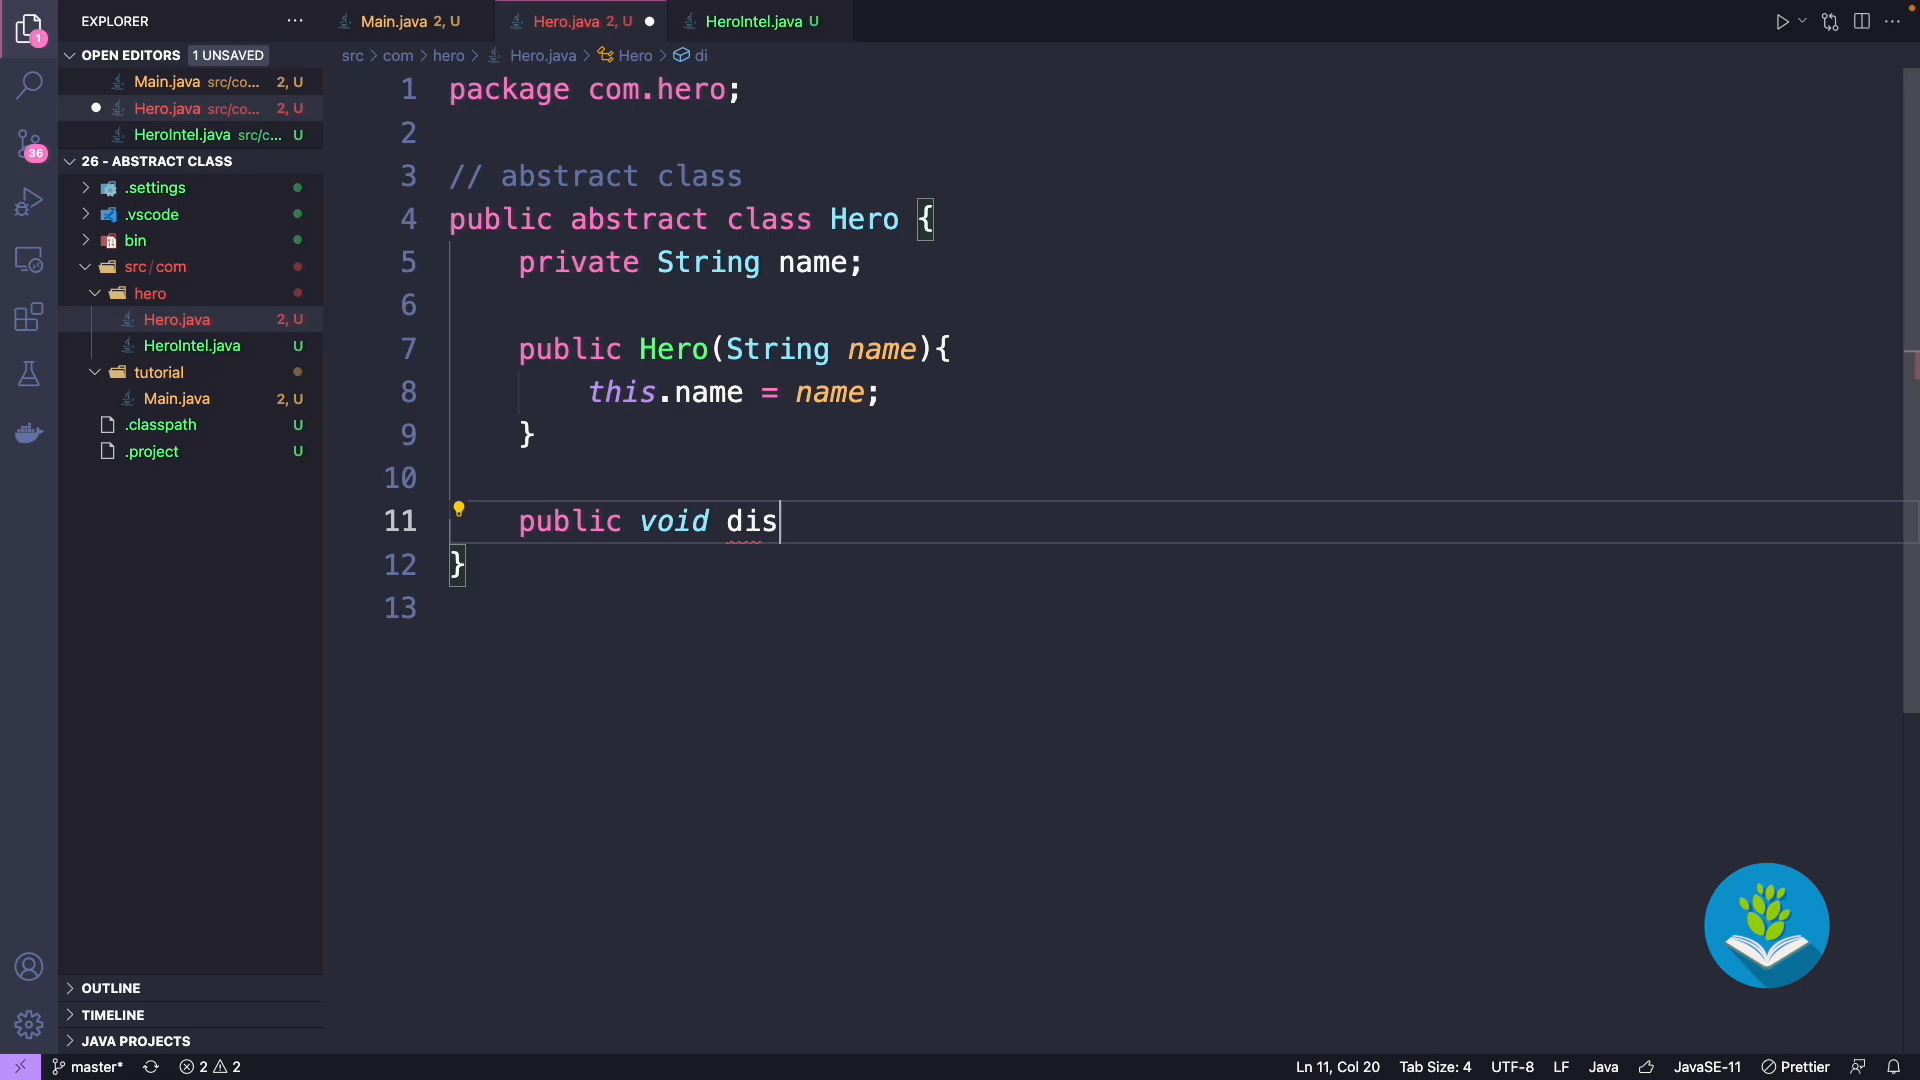 EXPLORER
OPEN EDITORS 1 UNSAVED
Main.java src/co... 2, U
Hero.java src/co... 2, U
HeroIntel.java src/c... U
26 - ABSTRACT CLASS
.settings
.vscode
bin
src / com
hero
Hero.java 2, U
HeroIntel.java U
tutorial
Main.java 2, U
.classpath U
.project U
OUTLINE
TIMELINE
JAVA PROJECTS
1
36
Main.java 2, U
Hero.java 2, U
HeroIntel.java U
src > com > hero > Hero.java > Hero > di
1 package com.hero;
2
3 // abstract class
4 public abstract class Hero {
5 private String name;
6
7 public Hero(String name){
8 this.name = name;
9 }
10
11 public void dis
12 }
13
master* 2 2
Ln 11, Col 20 Tab Size: 4 UTF-8 LF Java JavaSE-11 Prettier